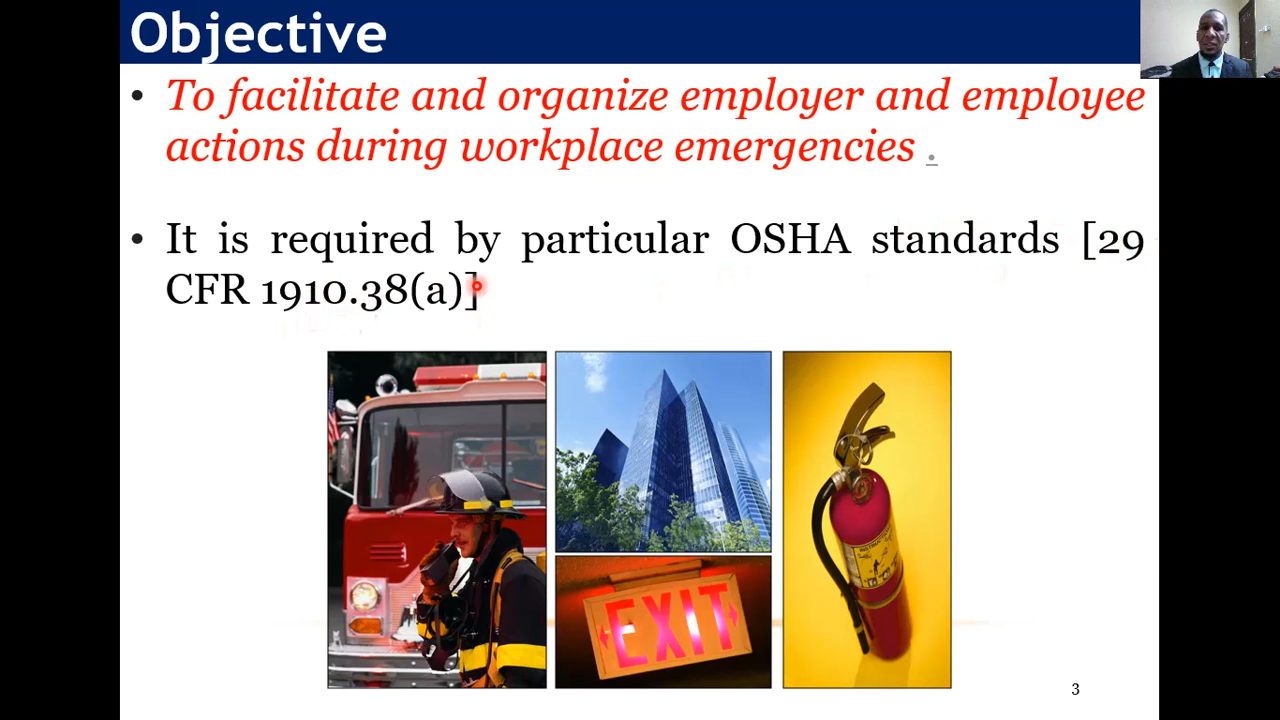 Objective
• To facilitate and organize employer and employee
actions during workplace emergencies .
• It is required by particular OSHA standards [29
CFR 1910.38(a)]
EXIT
3